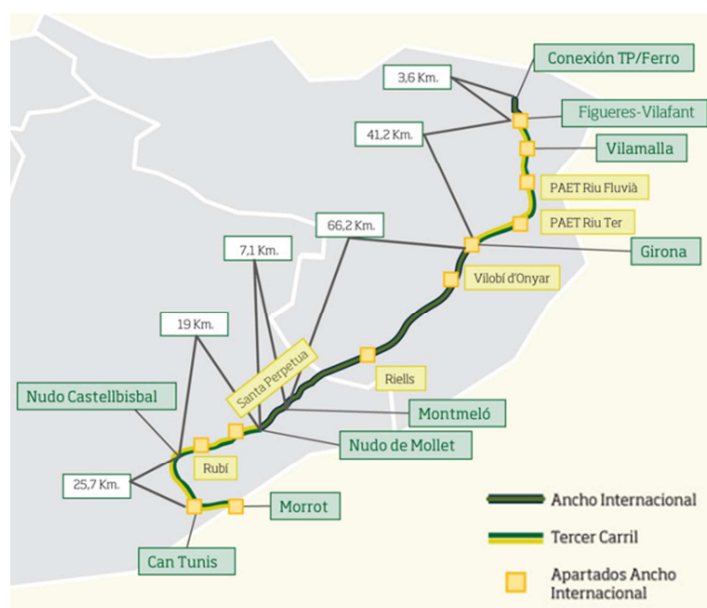 Conexión TP/Ferro
3,6 Km.
Figueres-Vilafant
41,2 Km.
Vilamalla
PAET Riu Fluvià
66,2 Km.
PAET Riu Ter
7,1 Km.
Girona
Vilobí d'Onyar
19 Km.
Santa Perpetua
Riells
Nudo Castellbisbal
Montmeló
Nudo de Mollet
Rubí
25,7 Km.
Morrot
Can Tunis
Ancho Internacional
Tercer Carril
Apartados Ancho
Internacional